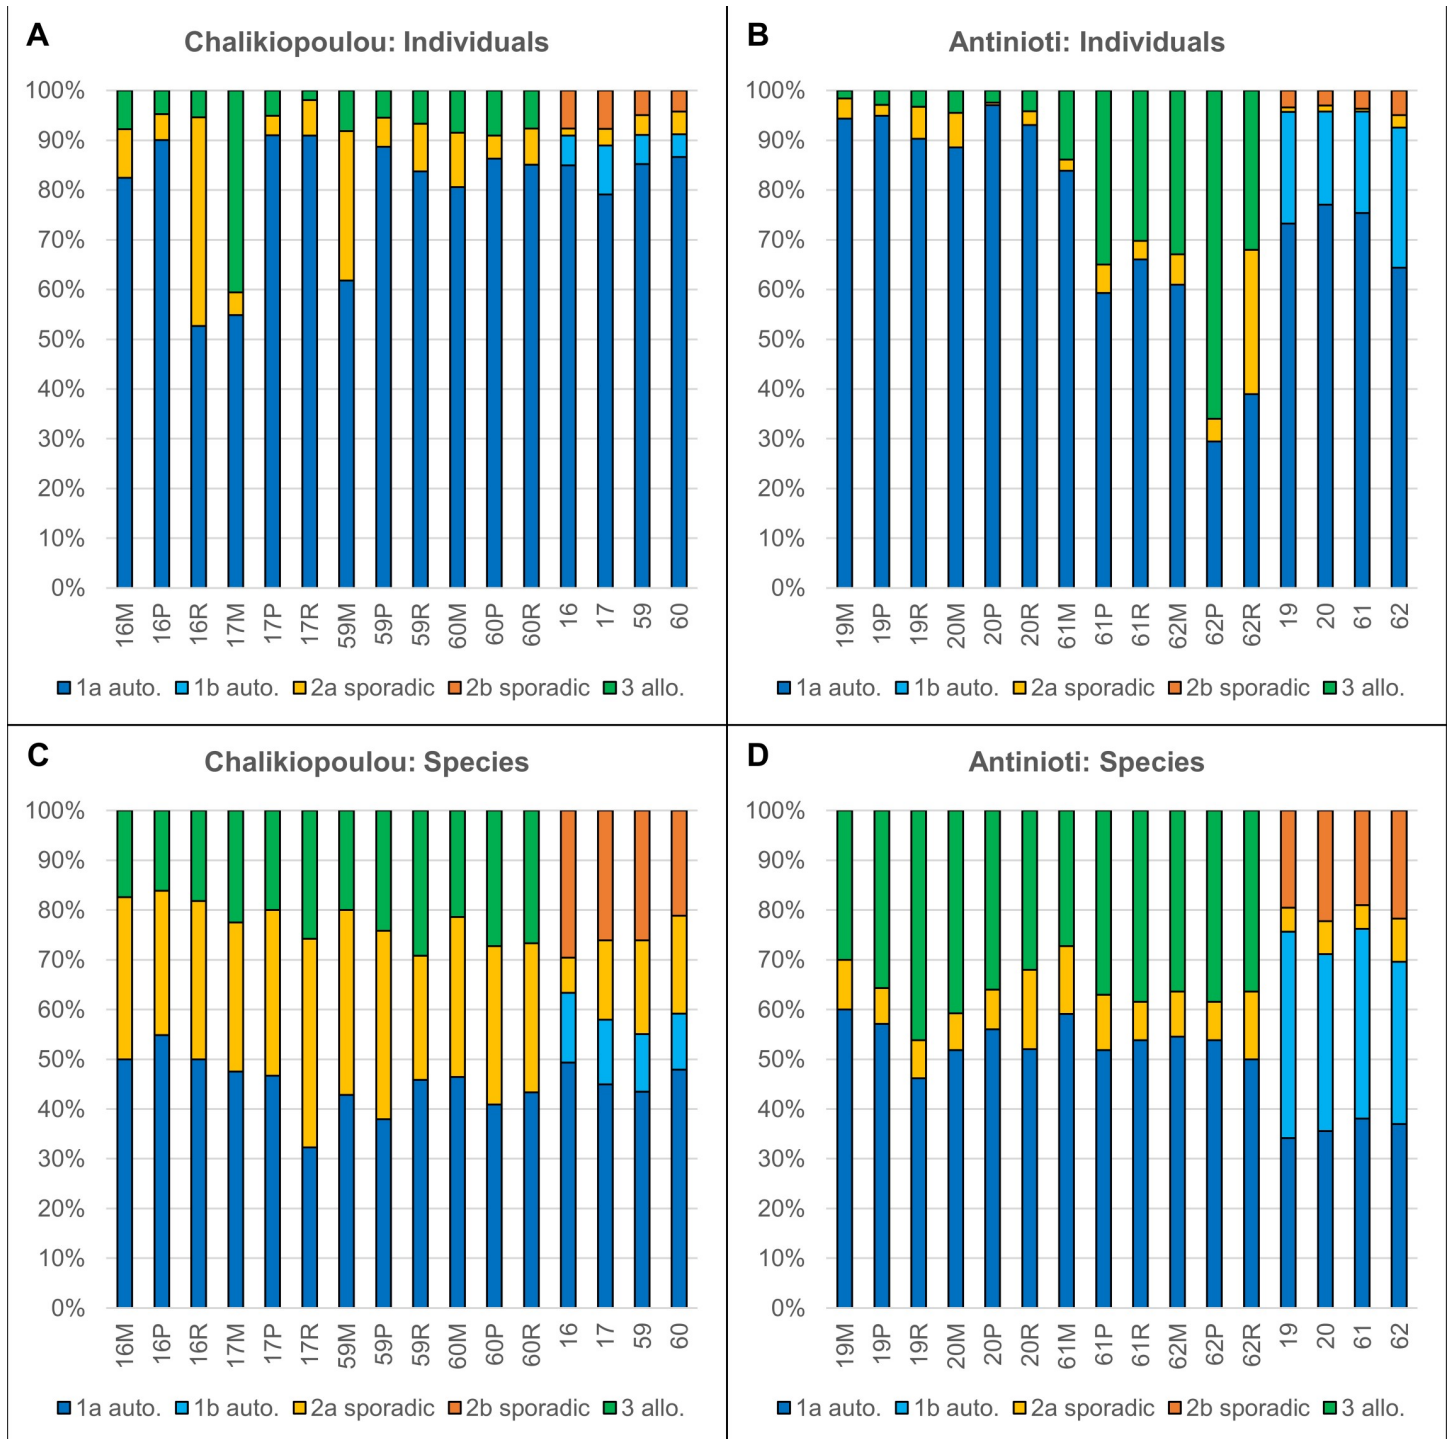 A
Chalikiopoulou: Individuals
100%
90%
80%
70%
60%
50%
40%
30%
20%
10%
0%
16M 16P 16R 17M 17P 17R 59M 59P 59R 60M 60P 60R 16 17 59 60
1a auto. 1b auto. 2a sporadic 2b sporadic 3 allo.
B
Antinioti: Individuals
100%
90%
80%
70%
60%
50%
40%
30%
20%
10%
0%
19M 19P 19R 20M 20P 20R 61M 61P 61R 62M 62P 62R 19 20 61 62
1a auto. 1b auto. 2a sporadic 2b sporadic 3 allo.
C
Chalikiopoulou: Species
100%
90%
80%
70%
60%
50%
40%
30%
20%
10%
0%
16M 16P 16R 17M 17P 17R 59M 59P 59R 60M 60P 60R 16 17 59 60
1a auto. 1b auto. 2a sporadic 2b sporadic 3 allo.
D
Antinioti: Species
100%
90%
80%
70%
60%
50%
40%
30%
20%
10%
0%
19M 19P 19R 20M 20P 20R 61M 61P 61R 62M 62P 62R 19 20 61 62
1a auto. 1b auto. 2a sporadic 2b sporadic 3 allo.